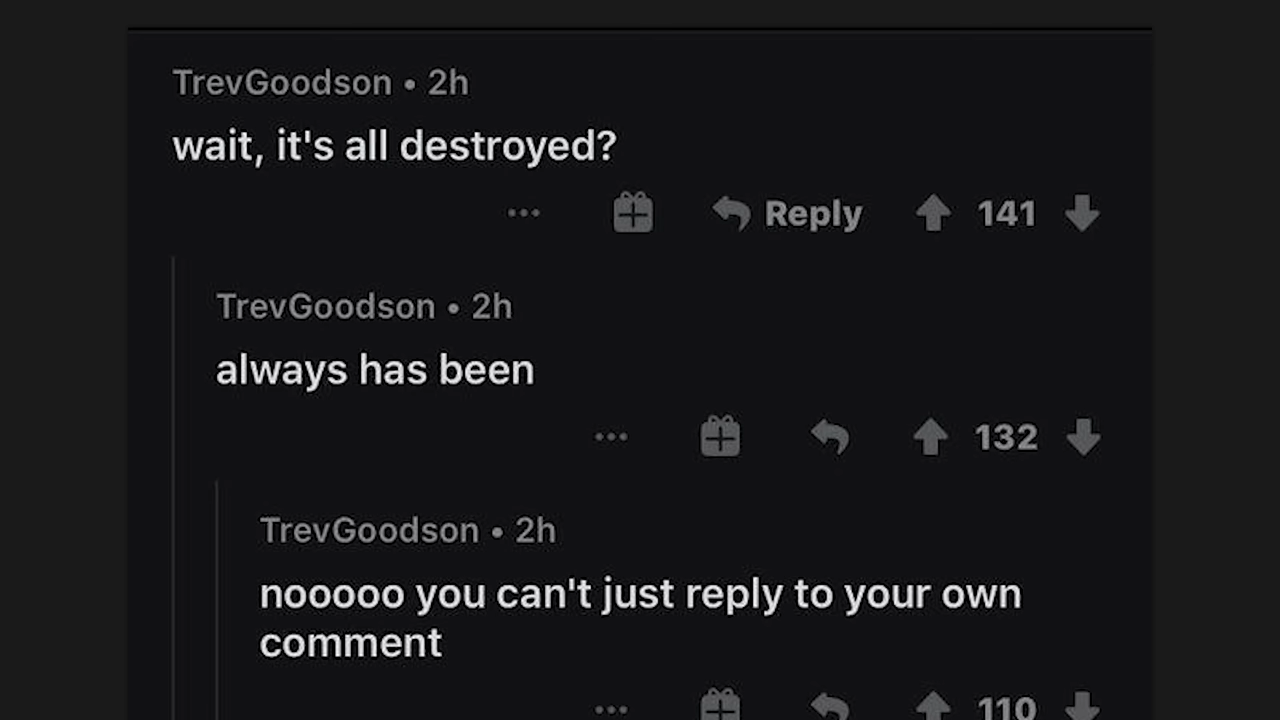 TrevGoodson • 2h
wait, it's all destroyed?
... Reply 141
TrevGoodson • 2h
always has been
... 132
TrevGoodson • 2h
nooooo you can't just reply to your own
comment
... 110